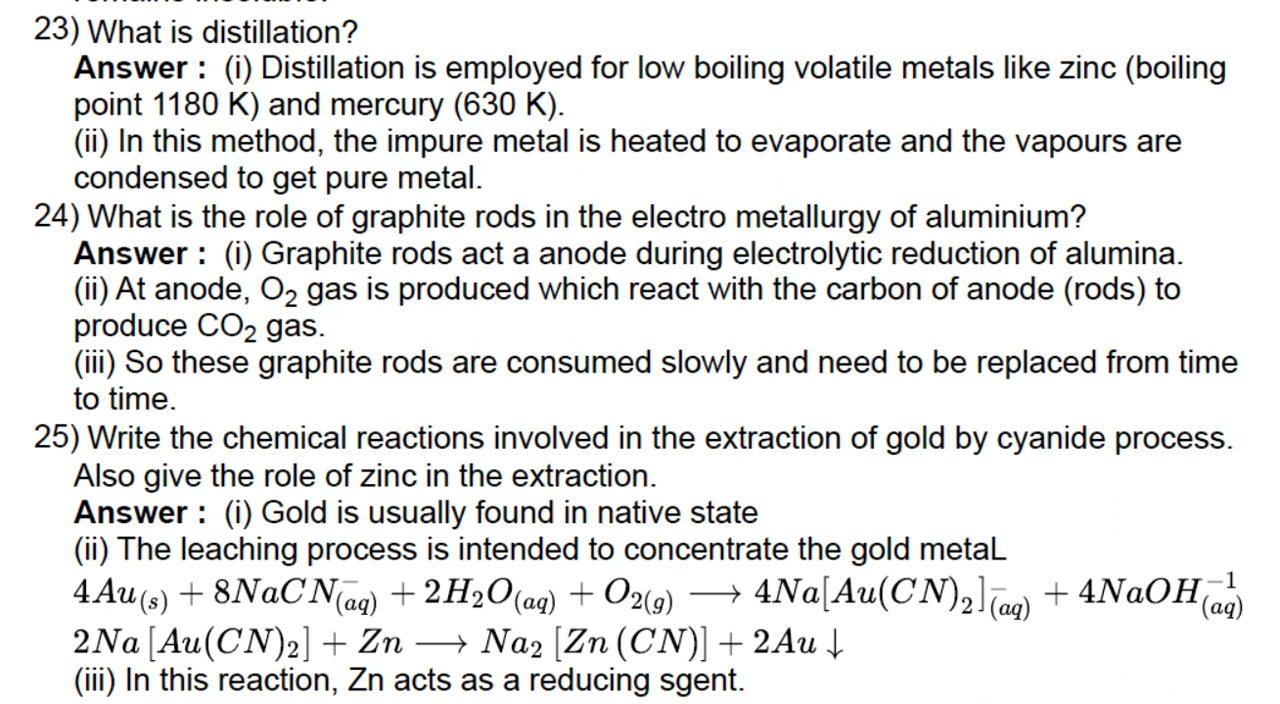 23) What is distillation?
Answer : (i) Distillation is employed for low boiling volatile metals like zinc (boiling
point 1180 K) and mercury (630 K).
(ii) In this method, the impure metal is heated to evaporate and the vapours are
condensed to get pure metal.
24) What is the role of graphite rods in the electro metallurgy of aluminium?
Answer : (i) Graphite rods act a anode during electrolytic reduction of alumina.
(ii) At anode, O₂ gas is produced which react with the carbon of anode (rods) to
produce CO₂ gas.
(iii) So these graphite rods are consumed slowly and need to be replaced from time
to time.
25) Write the chemical reactions involved in the extraction of gold by cyanide process.
Also give the role of zinc in the extraction.
Answer : (i) Gold is usually found in native state
(ii) The leaching process is intended to concentrate the gold metaL
4Au₍s₎ + 8NaCN⁻₍aq₎ + 2H₂O₍aq₎ + O₂₍g₎ ⟶ 4Na[Au(CN)₂]⁻₍aq₎ + 4NaOH⁻¹₍aq₎
2Na [Au(CN)₂] + Zn ⟶ Na₂ [Zn (CN)] + 2Au ↓
(iii) In this reaction, Zn acts as a reducing sgent.